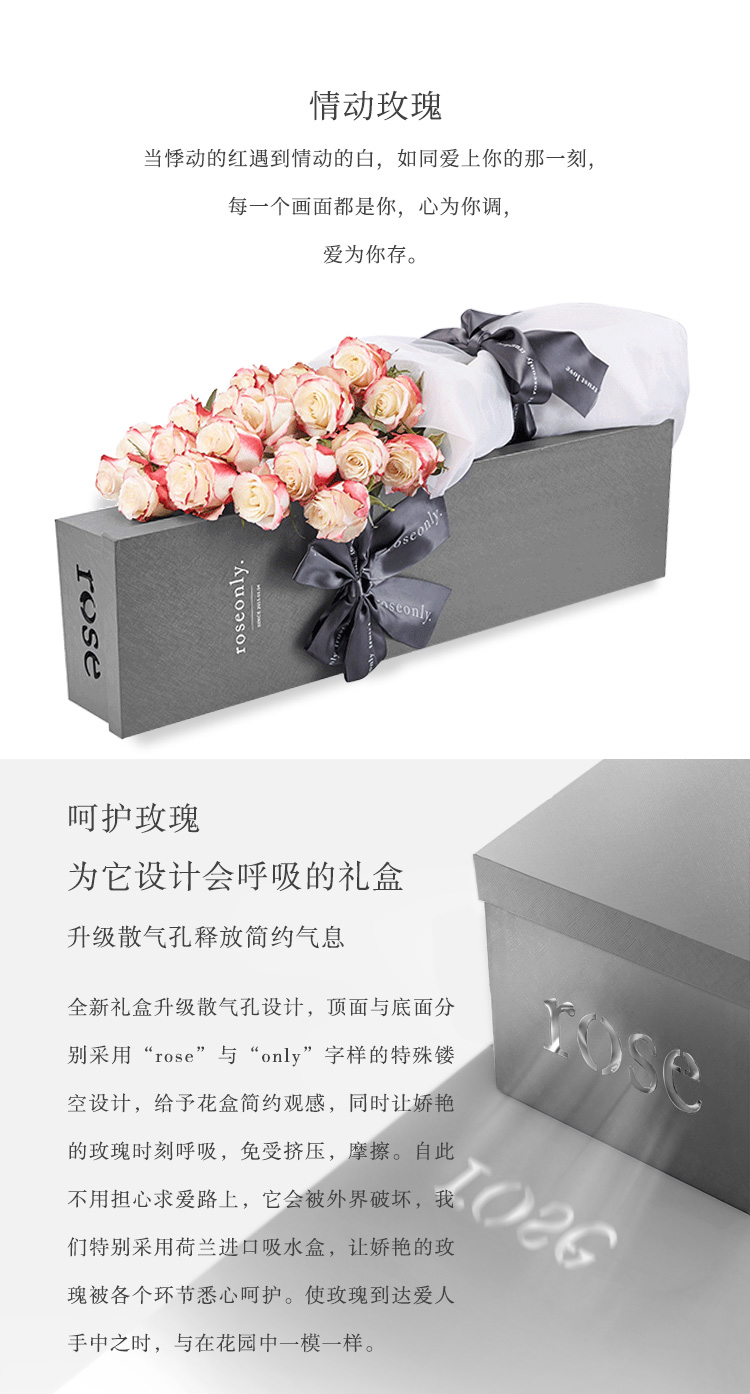 情动玫瑰
当悸动的红遇到情动的白，如同爱上你的那一刻，
每一个画面都是你，心为你调，
爱为你存。
trust love
roseonly.
roseonly.
rose
roseonly.
SINCE 2013.01.04
呵护玫瑰
为它设计会呼吸的礼盒
升级散气孔释放简约气息
全新礼盒升级散气孔设计，顶面与底面分
别采用“rose”与“only”字样的特殊镂
空设计，给予花盒简约观感，同时让娇艳
的玫瑰时刻呼吸，免受挤压，摩擦。自此
不用担心求爱路上，它会被外界破坏，我
们特别采用荷兰进口吸水盒，让娇艳的玫
瑰被各个环节悉心呵护。使玫瑰到达爱人
手中之时，与在花园中一模一样。
rose
rose